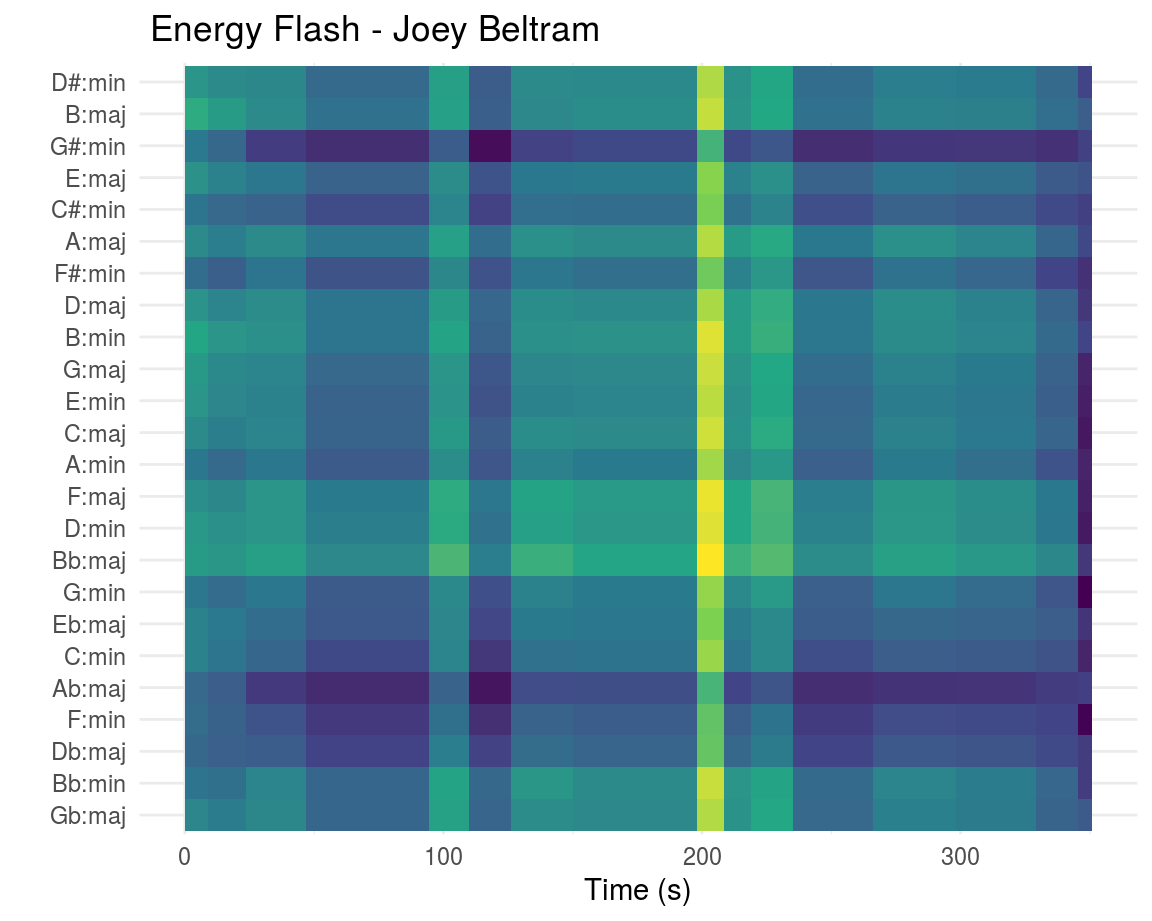 Energy Flash - Joey Beltram
D#:min
B:maj
G#:min
E:maj
C#:min
A:maj
F#:min
D:maj
B:min
G:maj
E:min
C:maj
A:min
F:maj
D:min
Bb:maj
G:min
Eb:maj
C:min
Ab:maj
F:min
Db:maj
Bb:min
Gb:maj
0 100 200 300
Time (s)